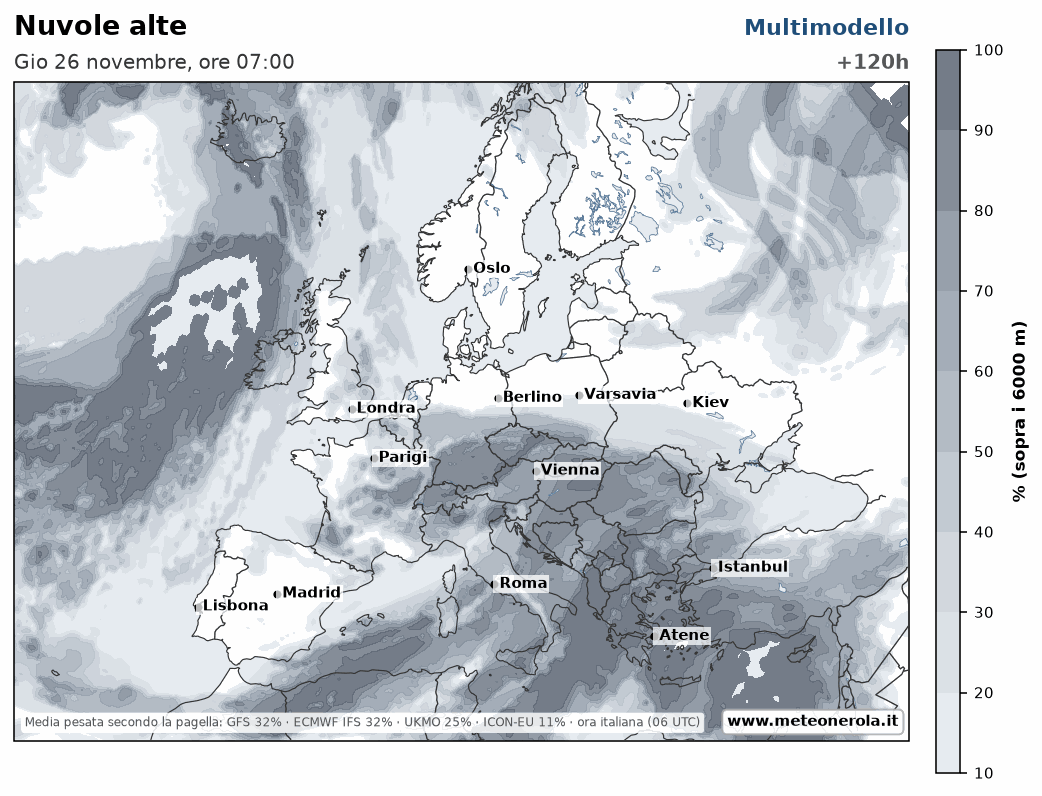 Nuvole alte
Multimodello
Gio 26 novembre, ore 07:00
+120h
Oslo
Londra
Berlino
Varsavia
Kiev
Parigi
Vienna
Istanbul
Roma
Madrid
Lisbona
Atene
Media pesata secondo la pagella: GFS 32% · ECMWF IFS 32% · UKMO 25% · ICON-EU 11% · ora italiana (06 UTC)
www.meteonerola.it
100
90
80
70
60
50
40
30
20
10
% (sopra i 6000 m)